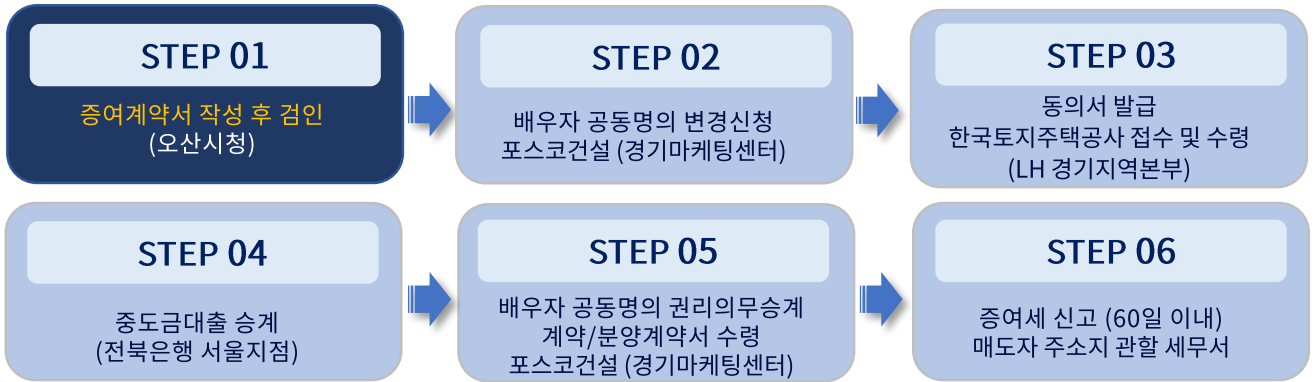 STEP 01
증여계약서 작성 후 검인
(오산시청)
STEP 02
배우자 공동명의 변경신청
포스코건설 (경기마케팅센터)
STEP 03
동의서 발급
한국토지주택공사 접수 및 수령
(LH 경기지역본부)
STEP 04
중도금대출 승계
(전북은행 서울지점)
STEP 05
배우자 공동명의 권리의무승계
계약/분양계약서 수령
포스코건설 (경기마케팅센터)
STEP 06
증여세 신고 (60일 이내)
매도자 주소지 관할 세무서